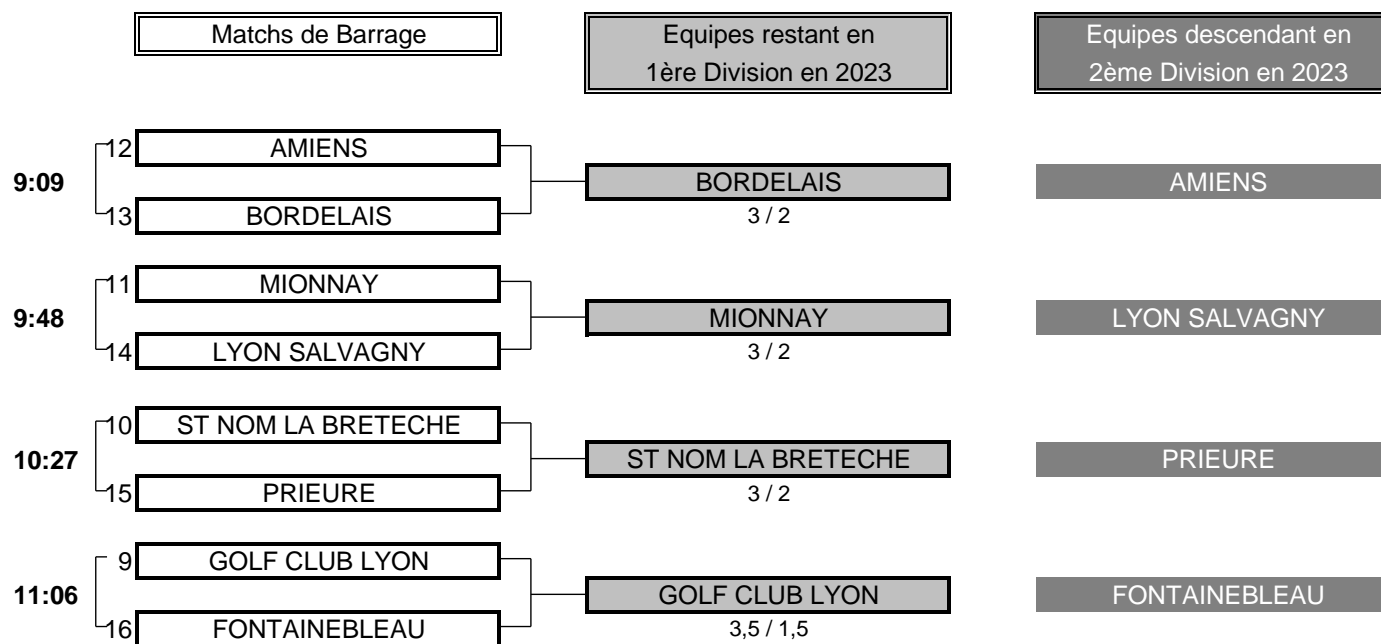 Matchs de Barrage
Equipes restant en
1ère Division en 2023
Equipes descendant en
2ème Division en 2023
12 AMIENS
9:09 BORDELAIS AMIENS
13 BORDELAIS 3 / 2
11 MIONNAY
9:48 MIONNAY LYON SALVAGNY
14 LYON SALVAGNY 3 / 2
10 ST NOM LA BRETECHE
10:27 ST NOM LA BRETECHE PRIEURE
15 PRIEURE 3 / 2
9 GOLF CLUB LYON
11:06 GOLF CLUB LYON FONTAINEBLEAU
16 FONTAINEBLEAU 3,5 / 1,5